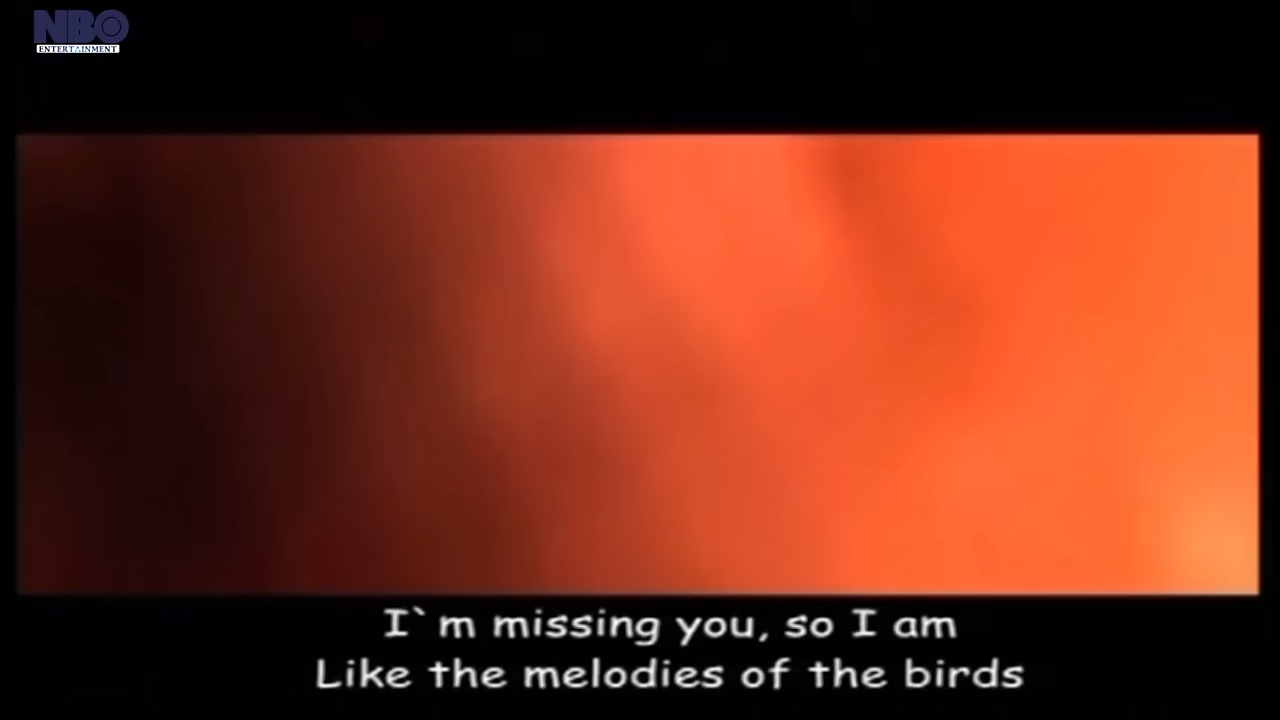 NBO
ENTERTAINMENT
I`m missing you, so I am
Like the melodies of the birds